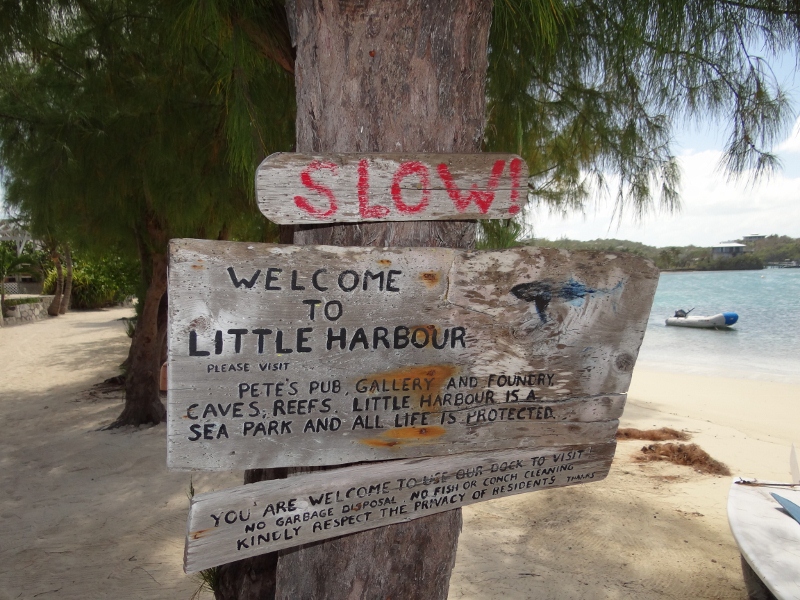 SLOW!
WELCOME
TO
LITTLE HARBOUR
PLEASE VISIT
PETE'S PUB, GALLERY AND FOUNDRY,
CAVES, REEFS. LITTLE HARBOUR IS A
SEA PARK AND ALL LIFE IS PROTECTED.
YOU ARE WELCOME TO USE OUR DOCK TO VISIT.
NO GARBAGE DISPOSAL, NO FISH OR CONCH CLEANING
KINDLY RESPECT THE PRIVACY OF RESIDENTS THANKS